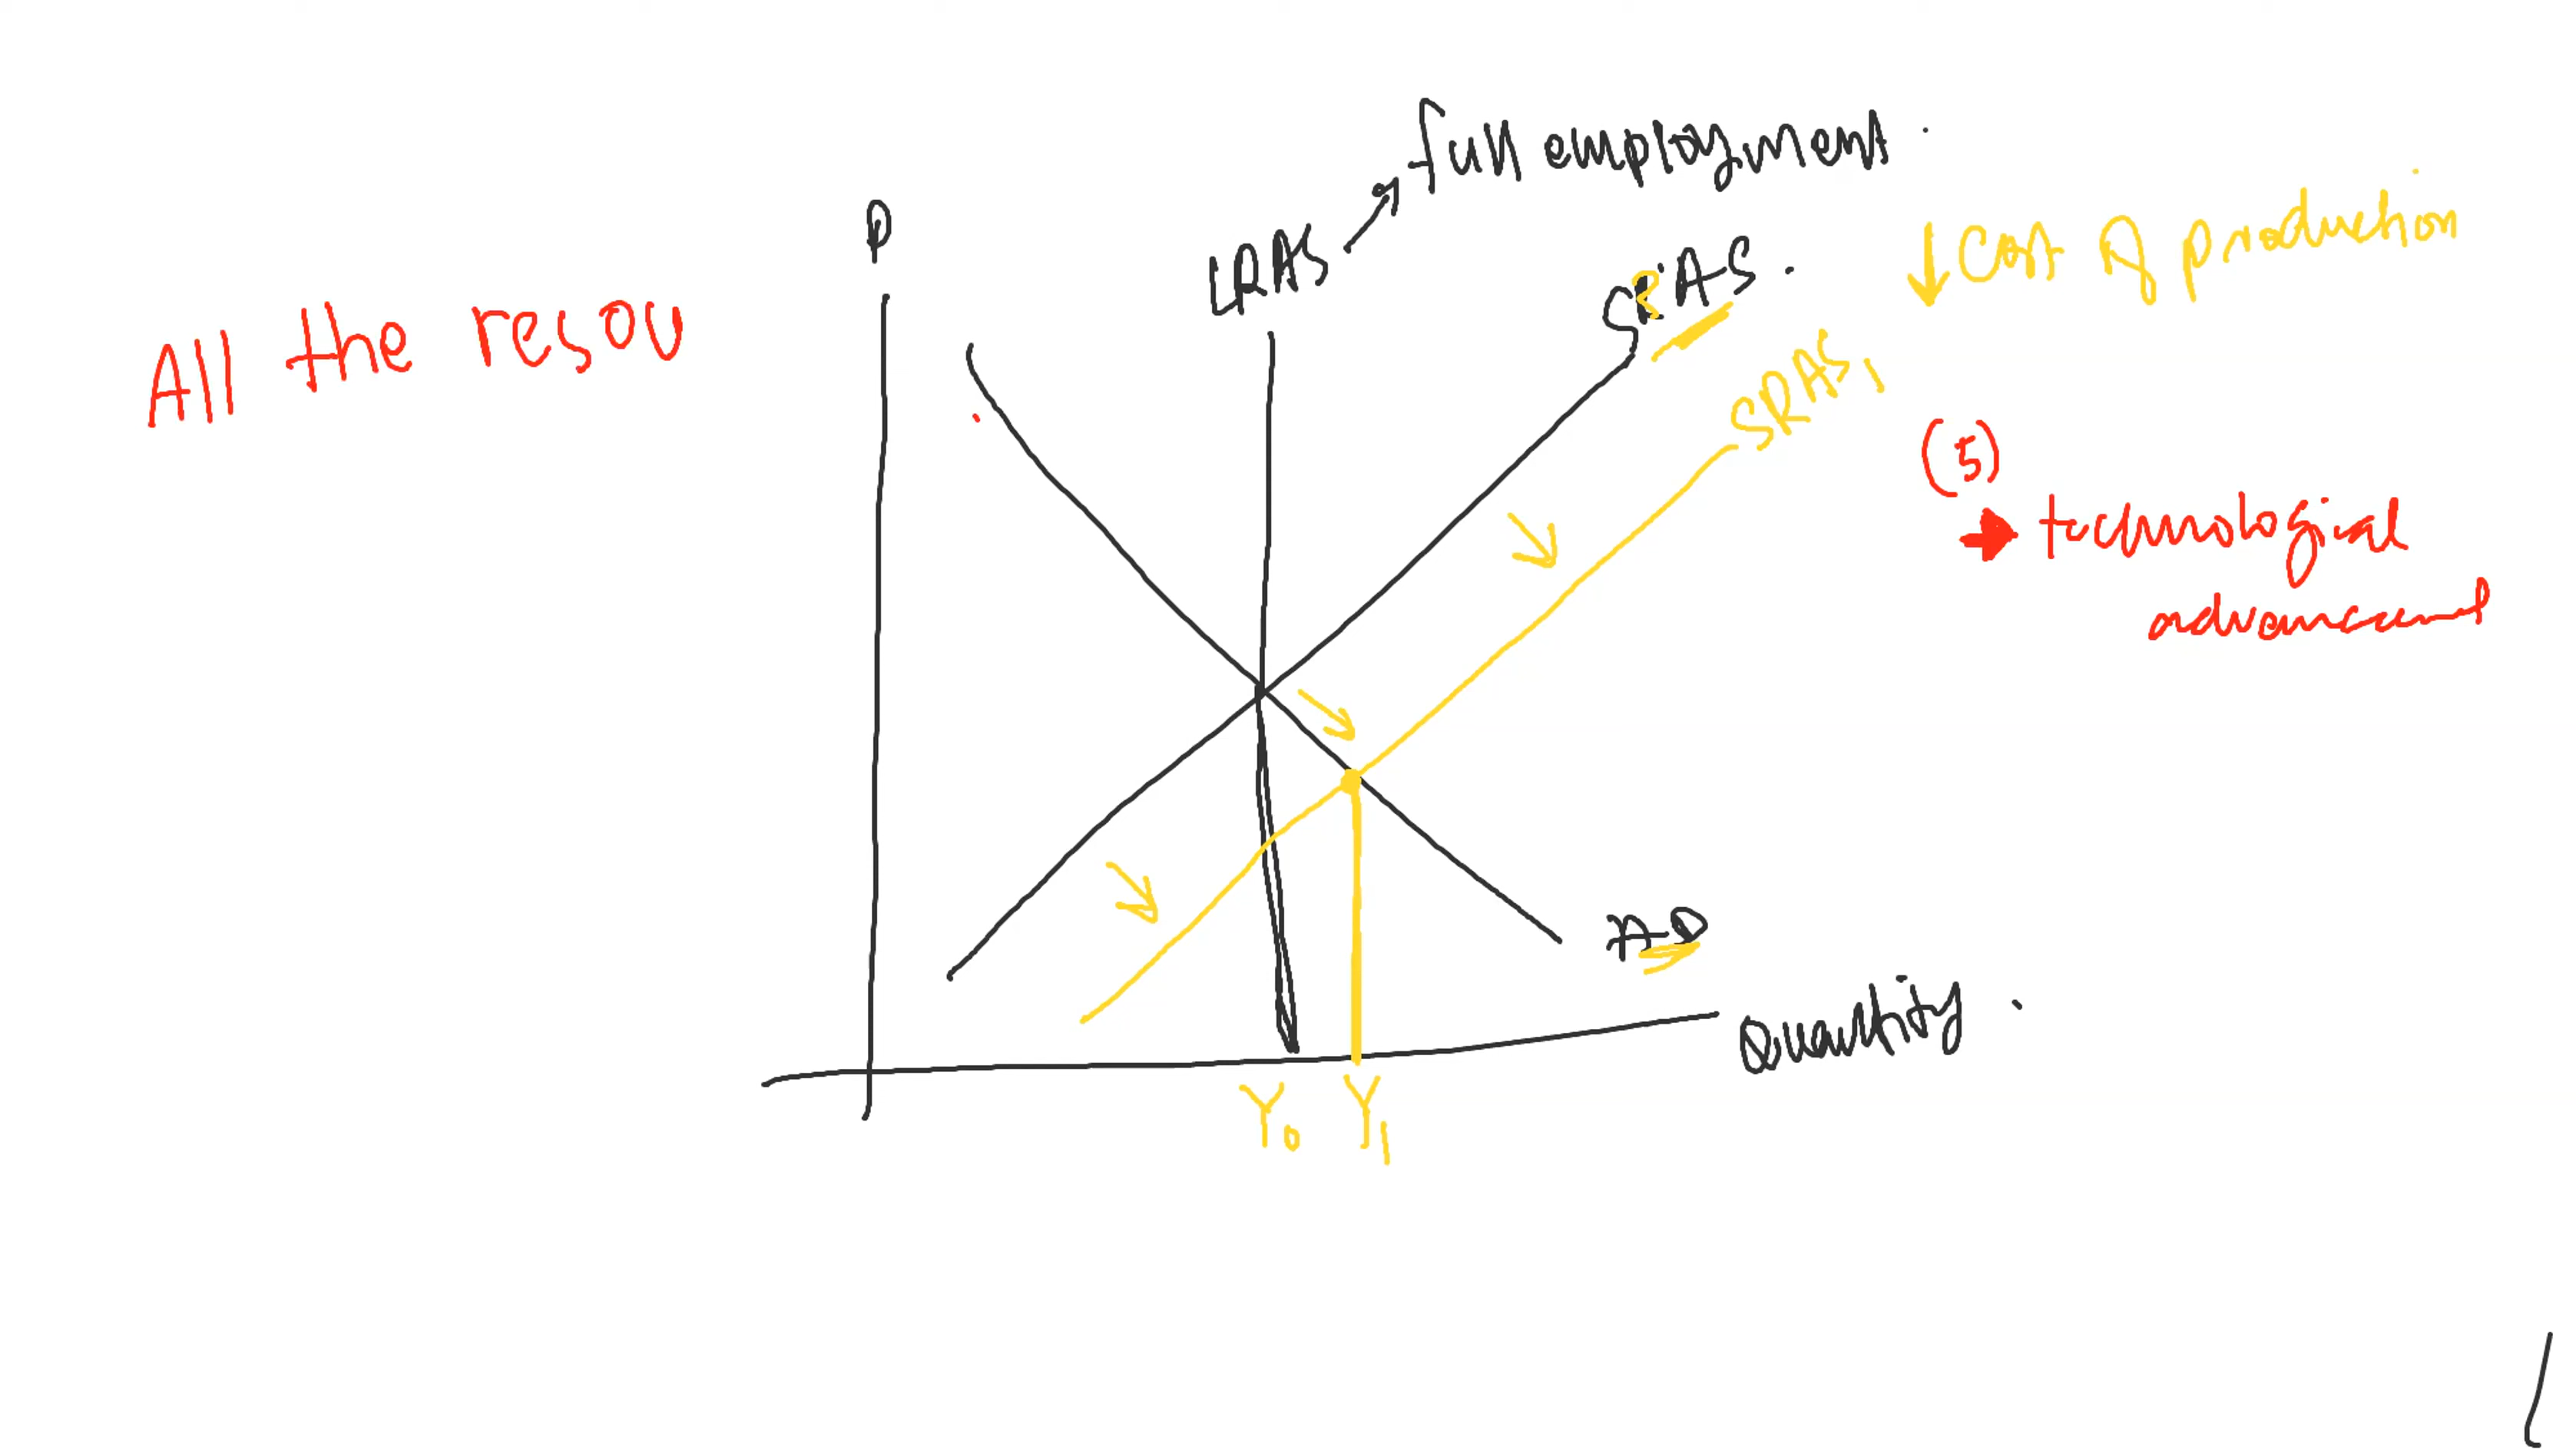 full employment.
P
LRAS
SRAS.
↓ Cost of production
All the resou
SRAS₁
(5)
→ technological
advancement
AD
Quantity.
Y₀ Y₁